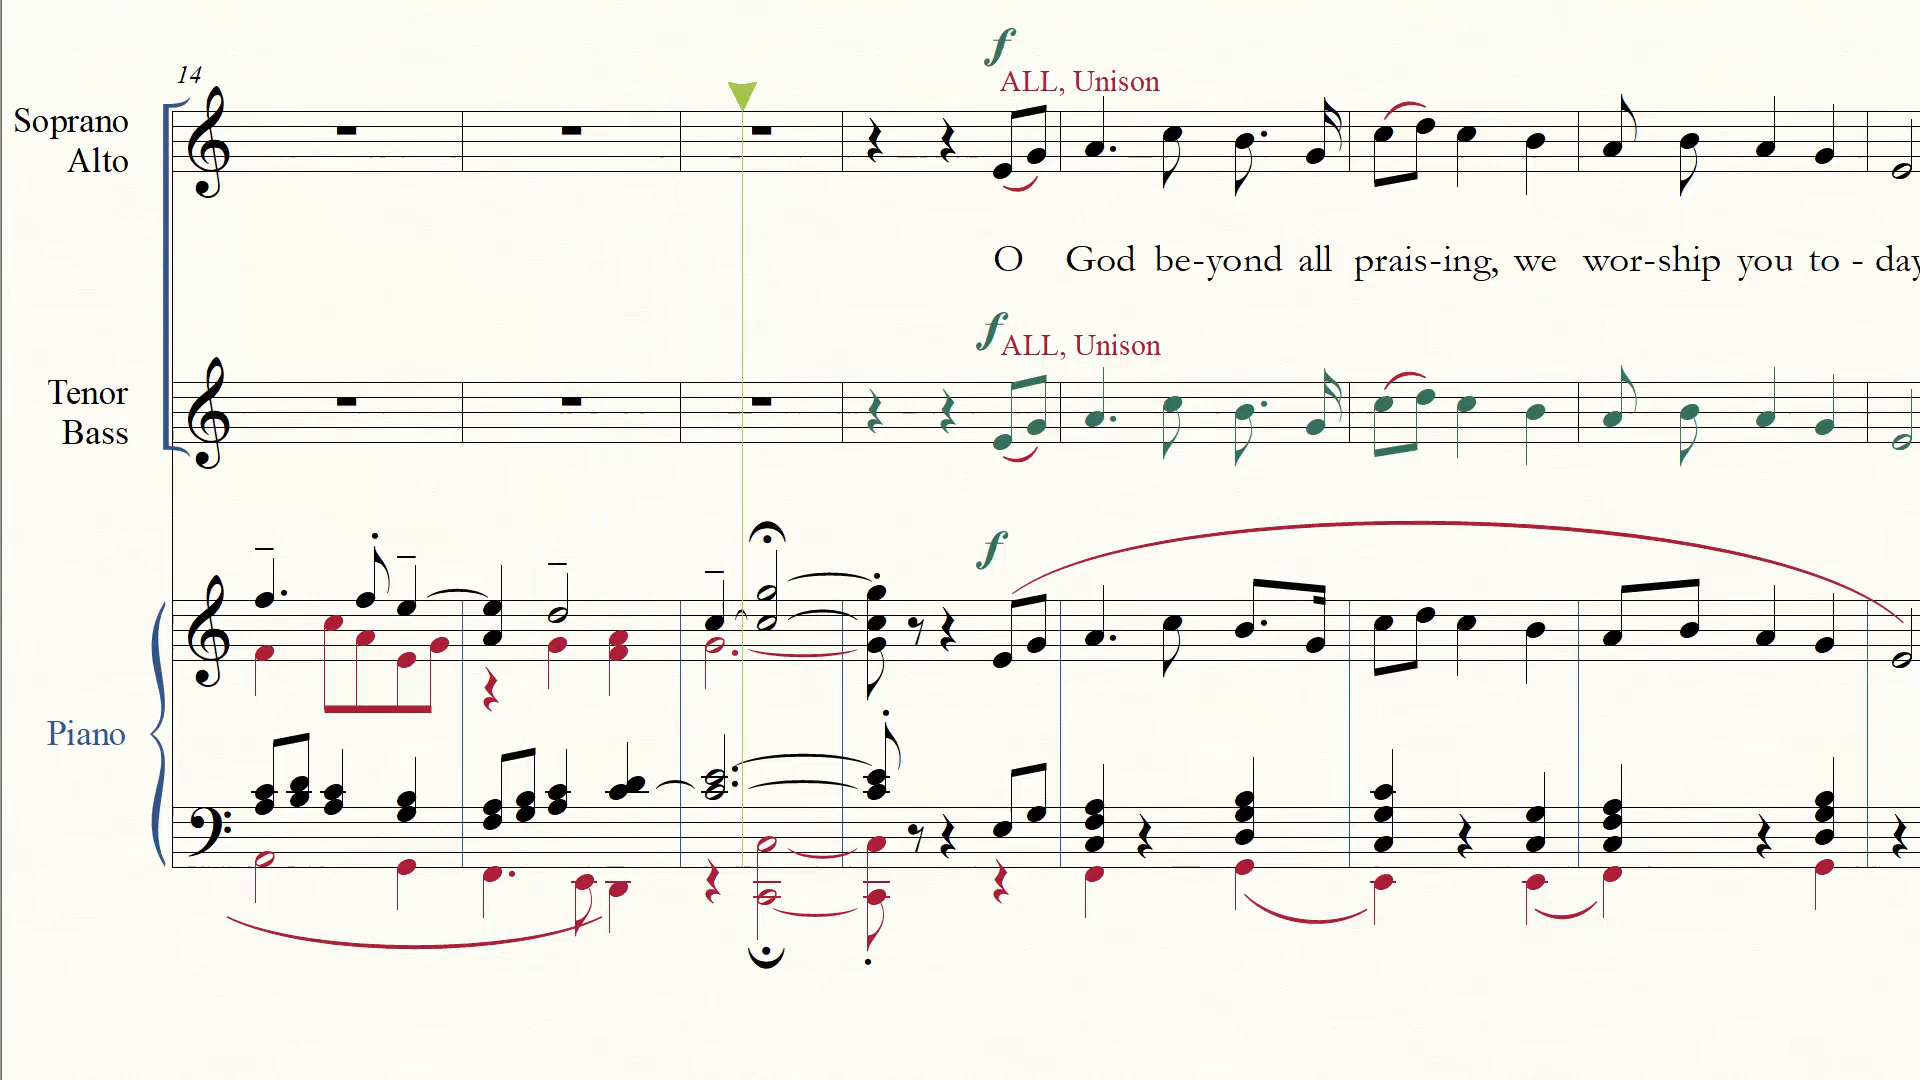 f
14
ALL, Unison
Soprano
Alto
O God be-yond all prais-ing, we wor-ship you to - day
f
ALL, Unison
Tenor
Bass
f
Piano